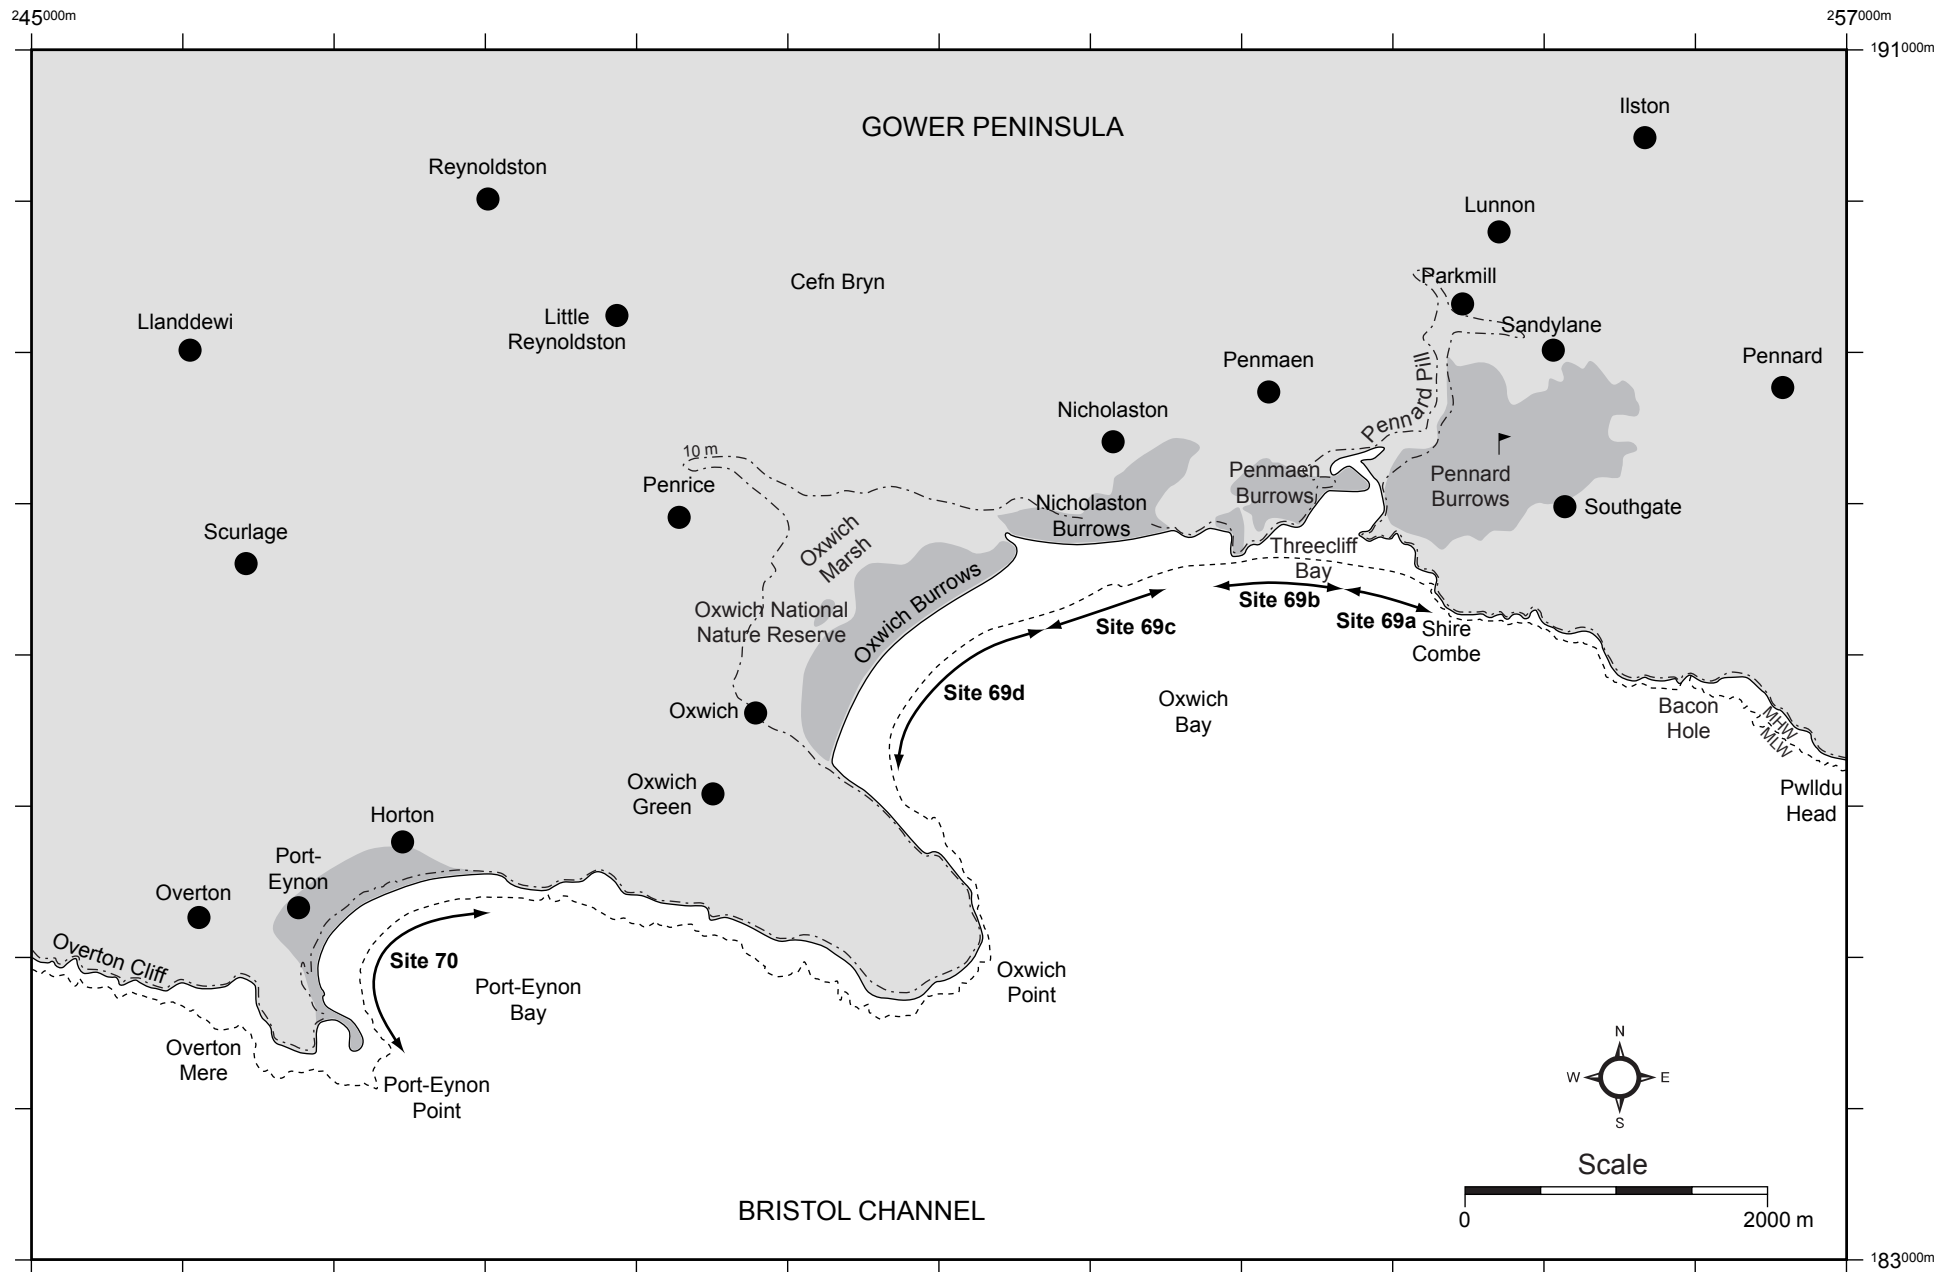 245000m
257000m
191000m
GOWER PENINSULA
Ilston
Reynoldston
Lunnon
Cefn Bryn
Parkmill
Llanddewi
Little
Reynoldston
Sandylane
Penmaen
Pennard
Pennard Pill
Nicholaston
10 m
Penrice
Penmaen
Burrows
Pennard
Burrows
Nicholaston
Burrows
Southgate
Scurlage
Oxwich
Marsh
Threecliff
Bay
Oxwich Burrows
Oxwich National
Nature Reserve
Site 69b
Site 69a
Site 69c
Shire
Combe
Site 69d
Oxwich
Oxwich
Bay
Bacon
Hole
MHW
MLW
Oxwich
Green
Pwlldu
Head
Horton
Port-
Eynon
Overton
Overton Cliff
Site 70
Port-Eynon
Bay
Oxwich
Point
Overton
Mere
Port-Eynon
Point
N
W
E
S
Scale
0
2000 m
BRISTOL CHANNEL
183000m